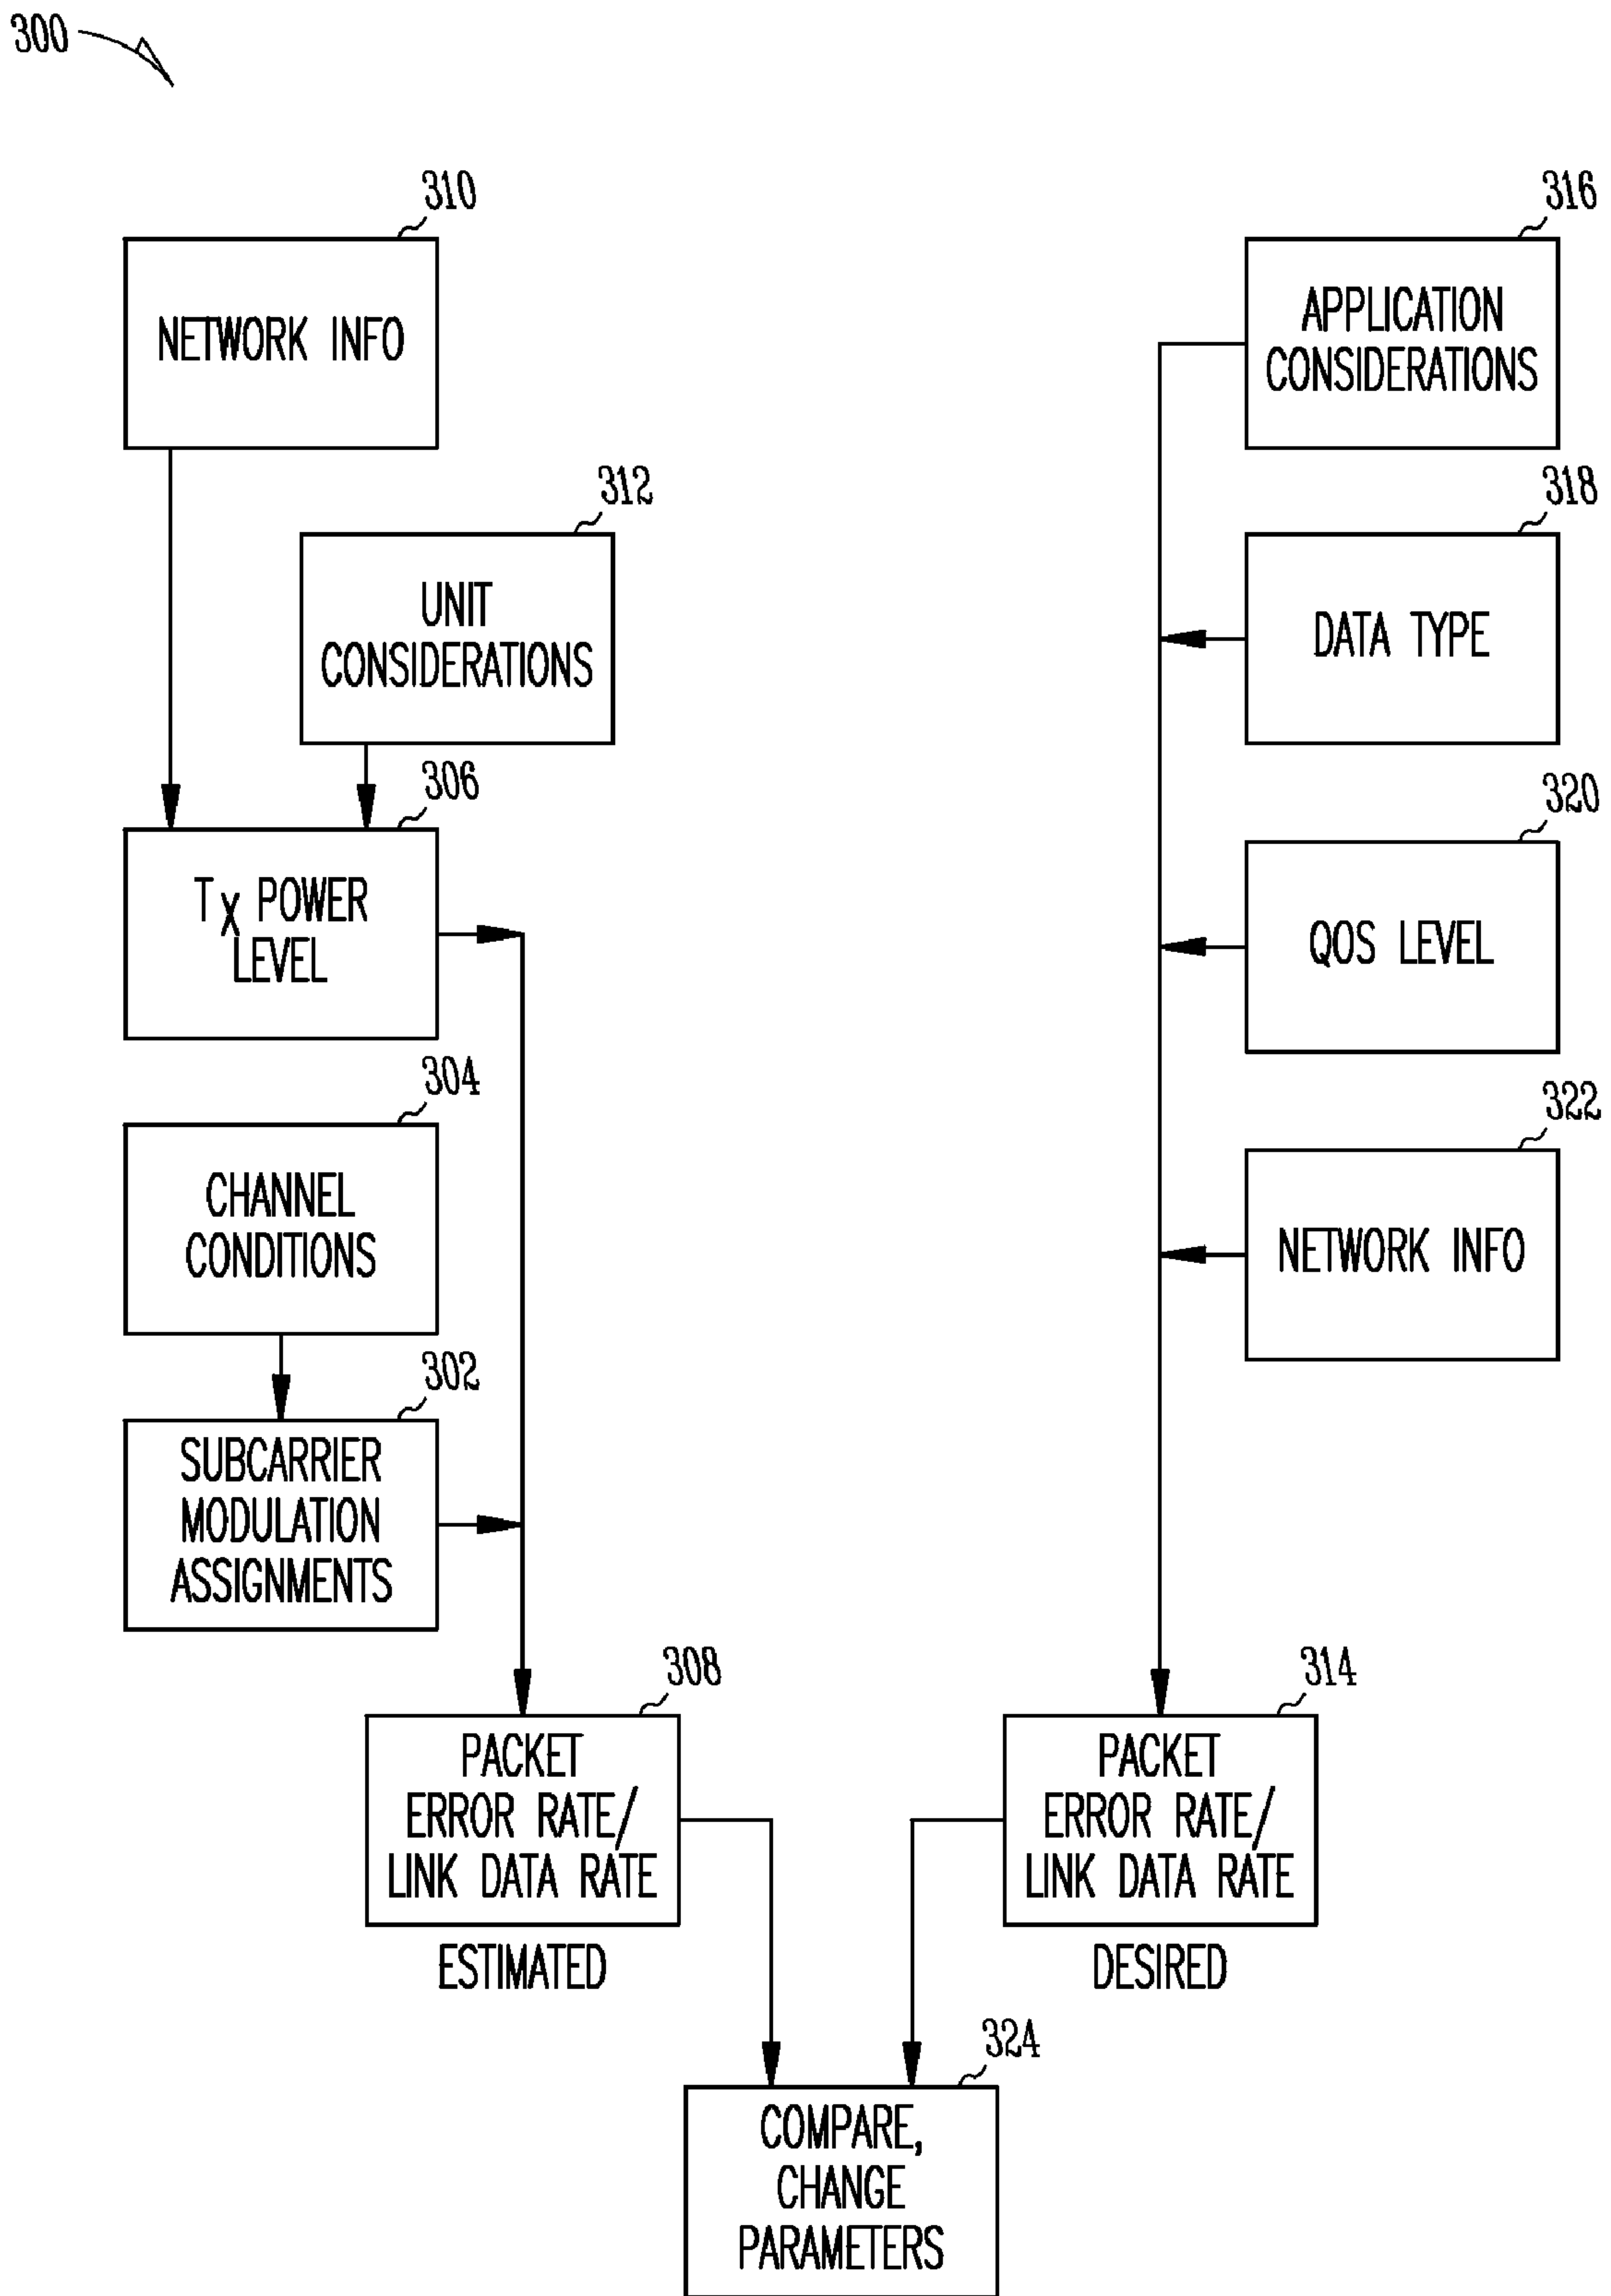 300
310
NETWORK INFO
312
UNIT
CONSIDERATIONS
306
TX POWER
LEVEL
304
CHANNEL
CONDITIONS
302
SUBCARRIER
MODULATION
ASSIGNMENTS
308
PACKET
ERROR RATE/
LINK DATA RATE
ESTIMATED
316
APPLICATION
CONSIDERATIONS
318
DATA TYPE
320
QOS LEVEL
322
NETWORK INFO
314
PACKET
ERROR RATE/
LINK DATA RATE
DESIRED
324
COMPARE,
CHANGE
PARAMETERS